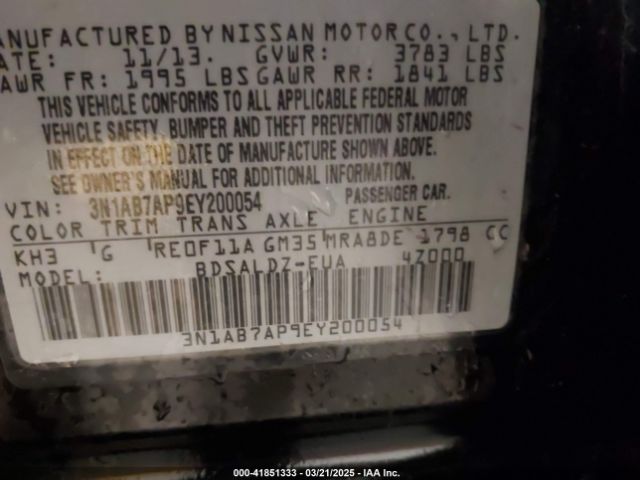 ANUFACTURED BY NISSAN MOTOR CO., LTD.
ATE: 11/13. GVWR: 3783 LBS
AWR FR: 1995 LBS GAWR RR: 1841 LBS
THIS VEHICLE CONFORMS TO ALL APPLICABLE FEDERAL MOTOR
VEHICLE SAFETY, BUMPER AND THEFT PREVENTION STANDARDS
IN EFFECT ON THE DATE OF MANUFACTURE SHOWN ABOVE.
SEE OWNER'S MANUAL FOR ADDITIONAL INFORMATION.
VIN: 3N1AB7AP9EY200054 PASSENGER CAR.
COLOR TRIM TRANS AXLE ENGINE
KH3 G RE0F11A GM35 MRA8DE 1798 CC
MODEL: BDSALDZ-EUA 4Z000
3N1AB7AP9EY200054
000-41851333 | 03/21/2025 | IAA Inc.